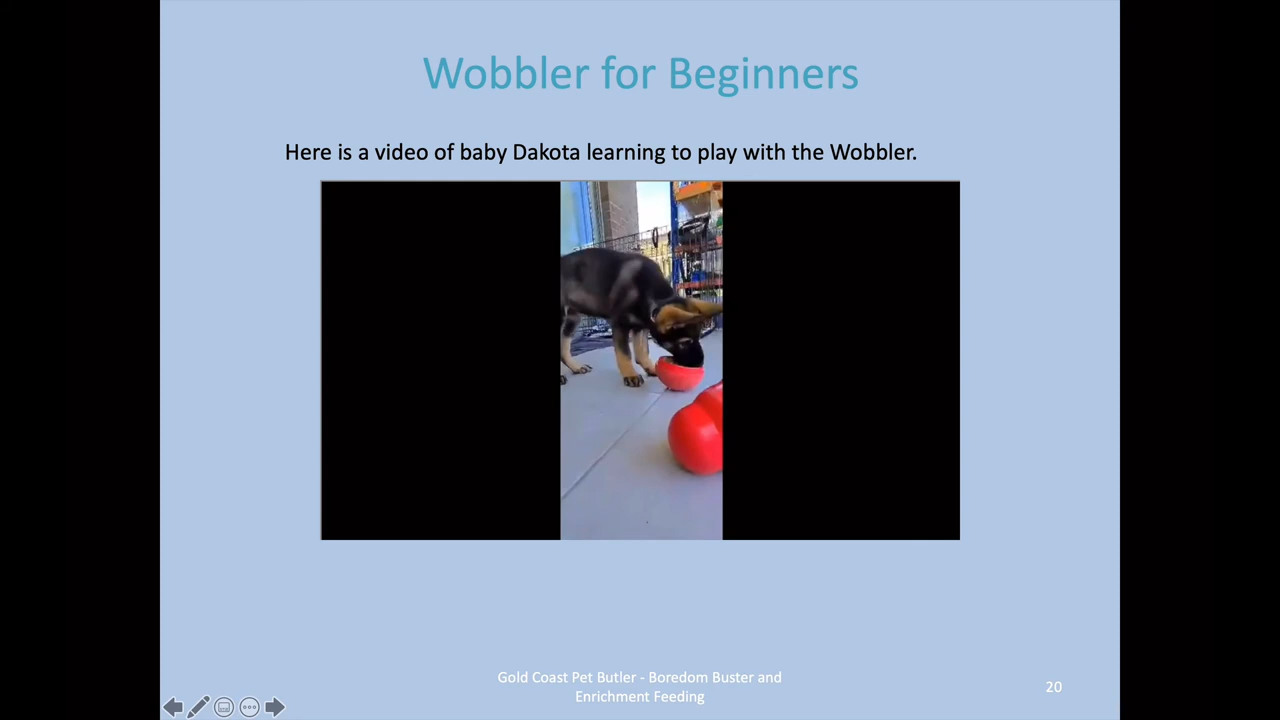 Wobbler for Beginners
Here is a video of baby Dakota learning to play with the Wobbler.
Gold Coast Pet Butler - Boredom Buster and
Enrichment Feeding
20